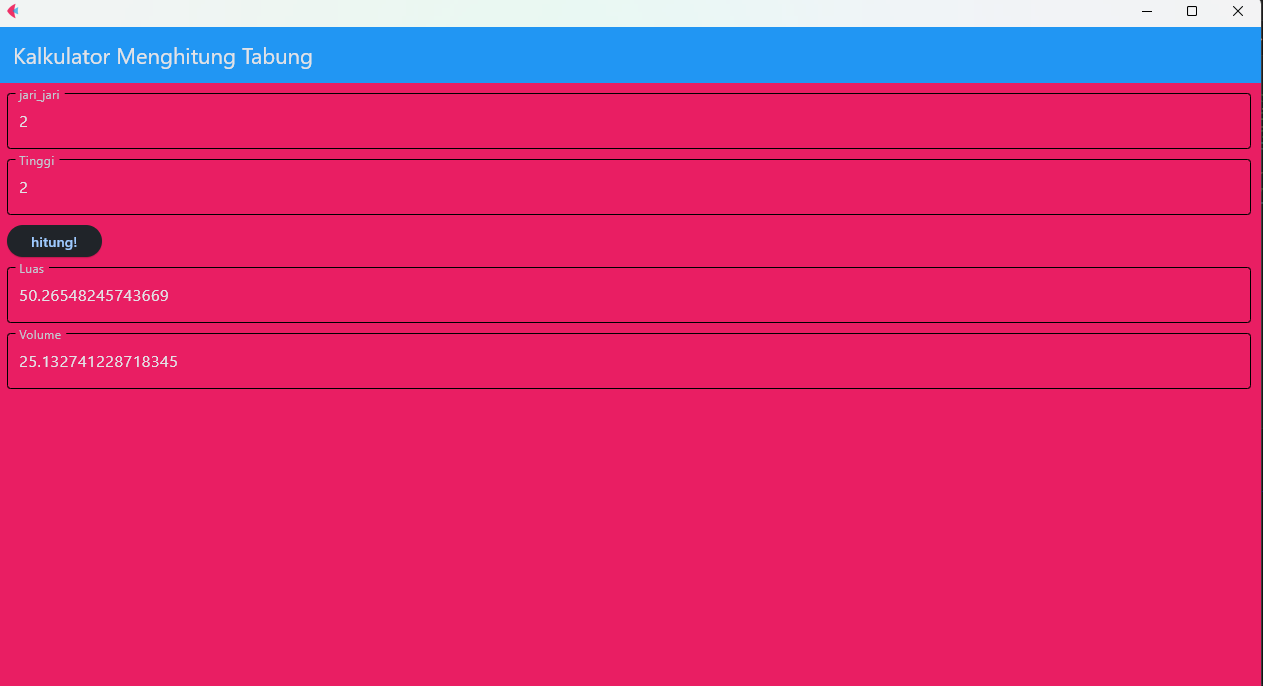 Kalkulator Menghitung Tabung
jari_jari
2
Tinggi
2
hitung!
Luas
50.26548245743669
Volume
25.132741228718345